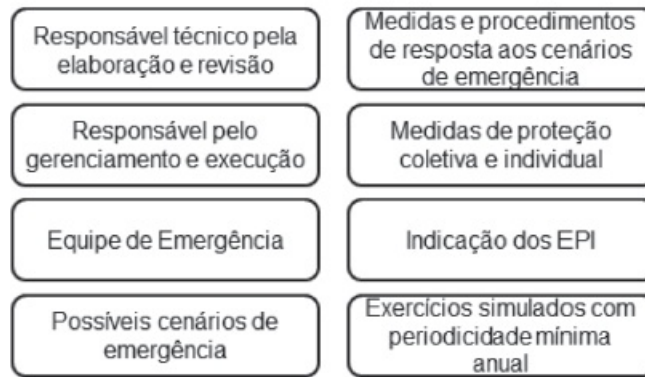 Responsável técnico pela
elaboração e revisão
Medidas e procedimentos
de resposta aos cenários
de emergência
Responsável pelo
gerenciamento e execução
Medidas de proteção
coletiva e individual
Equipe de Emergência
Indicação dos EPI
Possíveis cenários de
emergência
Exercícios simulados com
periodicidade mínima
anual